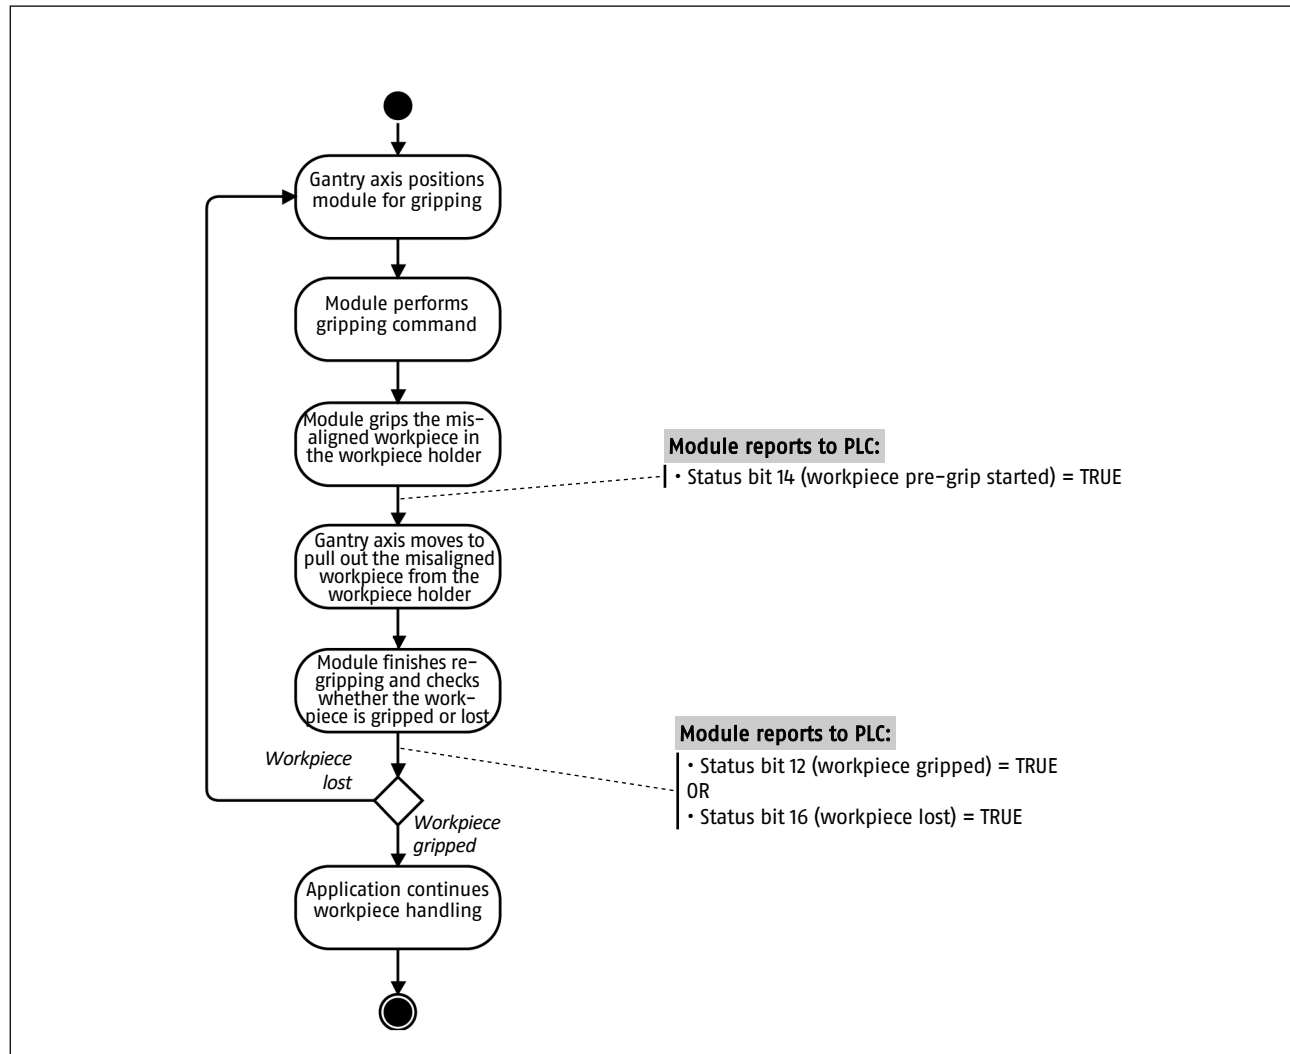 Gantry axis positions
module for gripping
Module performs
gripping command
Module grips the mis-
aligned workpiece in
the workpiece holder
Module reports to PLC:
• Status bit 14 (workpiece pre-grip started) = TRUE
Gantry axis moves to
pull out the misaligned
workpiece from the
workpiece holder
Module finishes re-
gripping and checks
whether the work-
piece is gripped or lost
Module reports to PLC:
• Status bit 12 (workpiece gripped) = TRUE
OR
• Status bit 16 (workpiece lost) = TRUE
Workpiece
lost
Workpiece
gripped
Application continues
workpiece handling